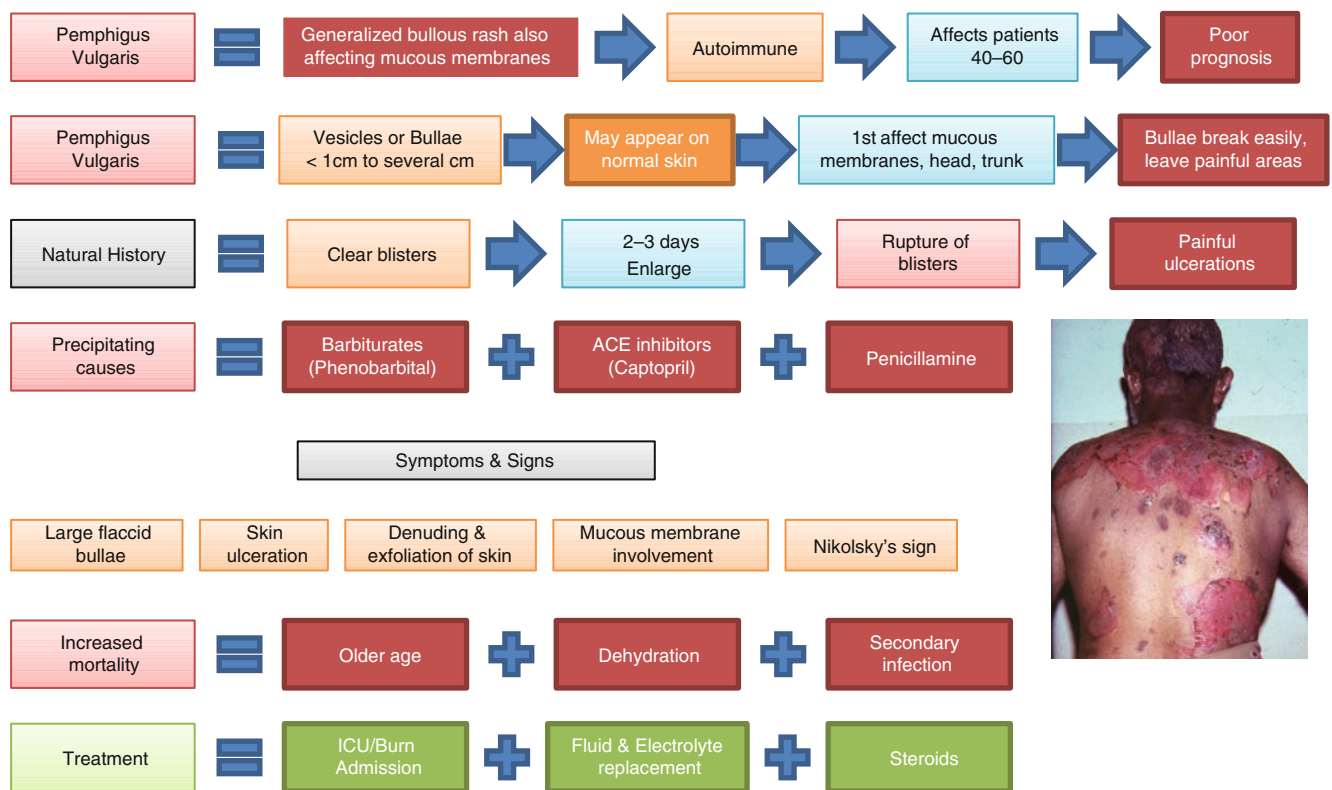 Pemphigus
Vulgaris
Generalized bullous rash also
affecting mucous membranes
Autoimmune
Affects patients
40–60
Poor
prognosis
Pemphigus
Vulgaris
Vesicles or Bullae
< 1cm to several cm
May appear on
normal skin
1st affect mucous
membranes, head, trunk
Bullae break easily,
leave painful areas
Natural History
Clear blisters
2–3 days
Enlarge
Rupture of
blisters
Painful
ulcerations
Precipitating
causes
Barbiturates
(Phenobarbital)
ACE inhibitors
(Captopril)
Penicillamine
Symptoms & Signs
Large flaccid
bullae
Skin
ulceration
Denuding &
exfoliation of skin
Mucous membrane
involvement
Nikolsky's sign
Increased
mortality
Older age
Dehydration
Secondary
infection
Treatment
ICU/Burn
Admission
Fluid & Electrolyte
replacement
Steroids